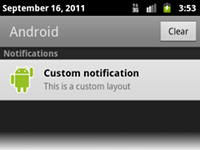 September 16, 2011 3:53
Android Clear
Notifications
Custom notification
This is a custom layout